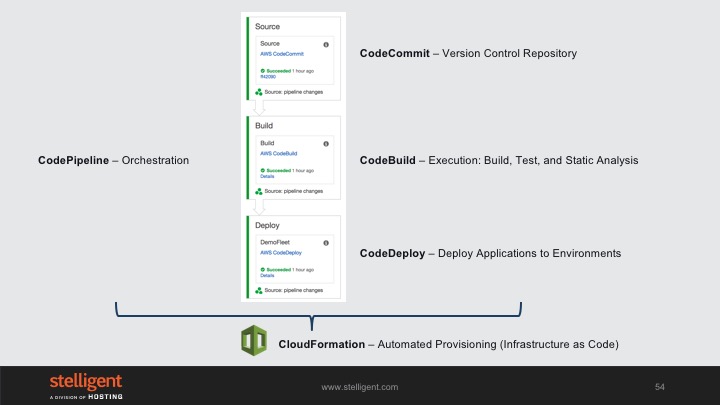 Source
Source
AWS CodeCommit
Succeeded 1 hour ago
Source: pipeline changes
CodeCommit – Version Control Repository
Build
Build
AWS CodeBuild
Succeeded 1 hour ago
Details
Source: pipeline changes
CodePipeline – Orchestration
CodeBuild – Execution: Build, Test, and Static Analysis
Deploy
DemoFleet
AWS CodeDeploy
Succeeded 1 hour ago
Details
Source: pipeline changes
CodeDeploy – Deploy Applications to Environments
CloudFormation – Automated Provisioning (Infrastructure as Code)
stelligent
A DIVISION OF HOSTING
www.stelligent.com
54